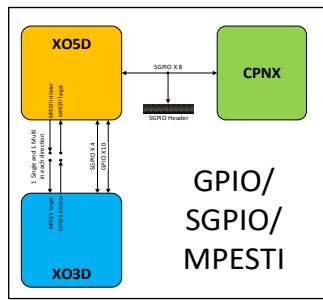 XO5D
SGPIO X 8
CPNX
SGPIO Header
MPESTI Initiator
MPESTI Target
1 Single and 1 Multi
in each direction
SGPIO X 4
GPIO X10
MPESTI Target
MPESTI Initiator
XO3D
GPIO/
SGPIO/
MPESTI